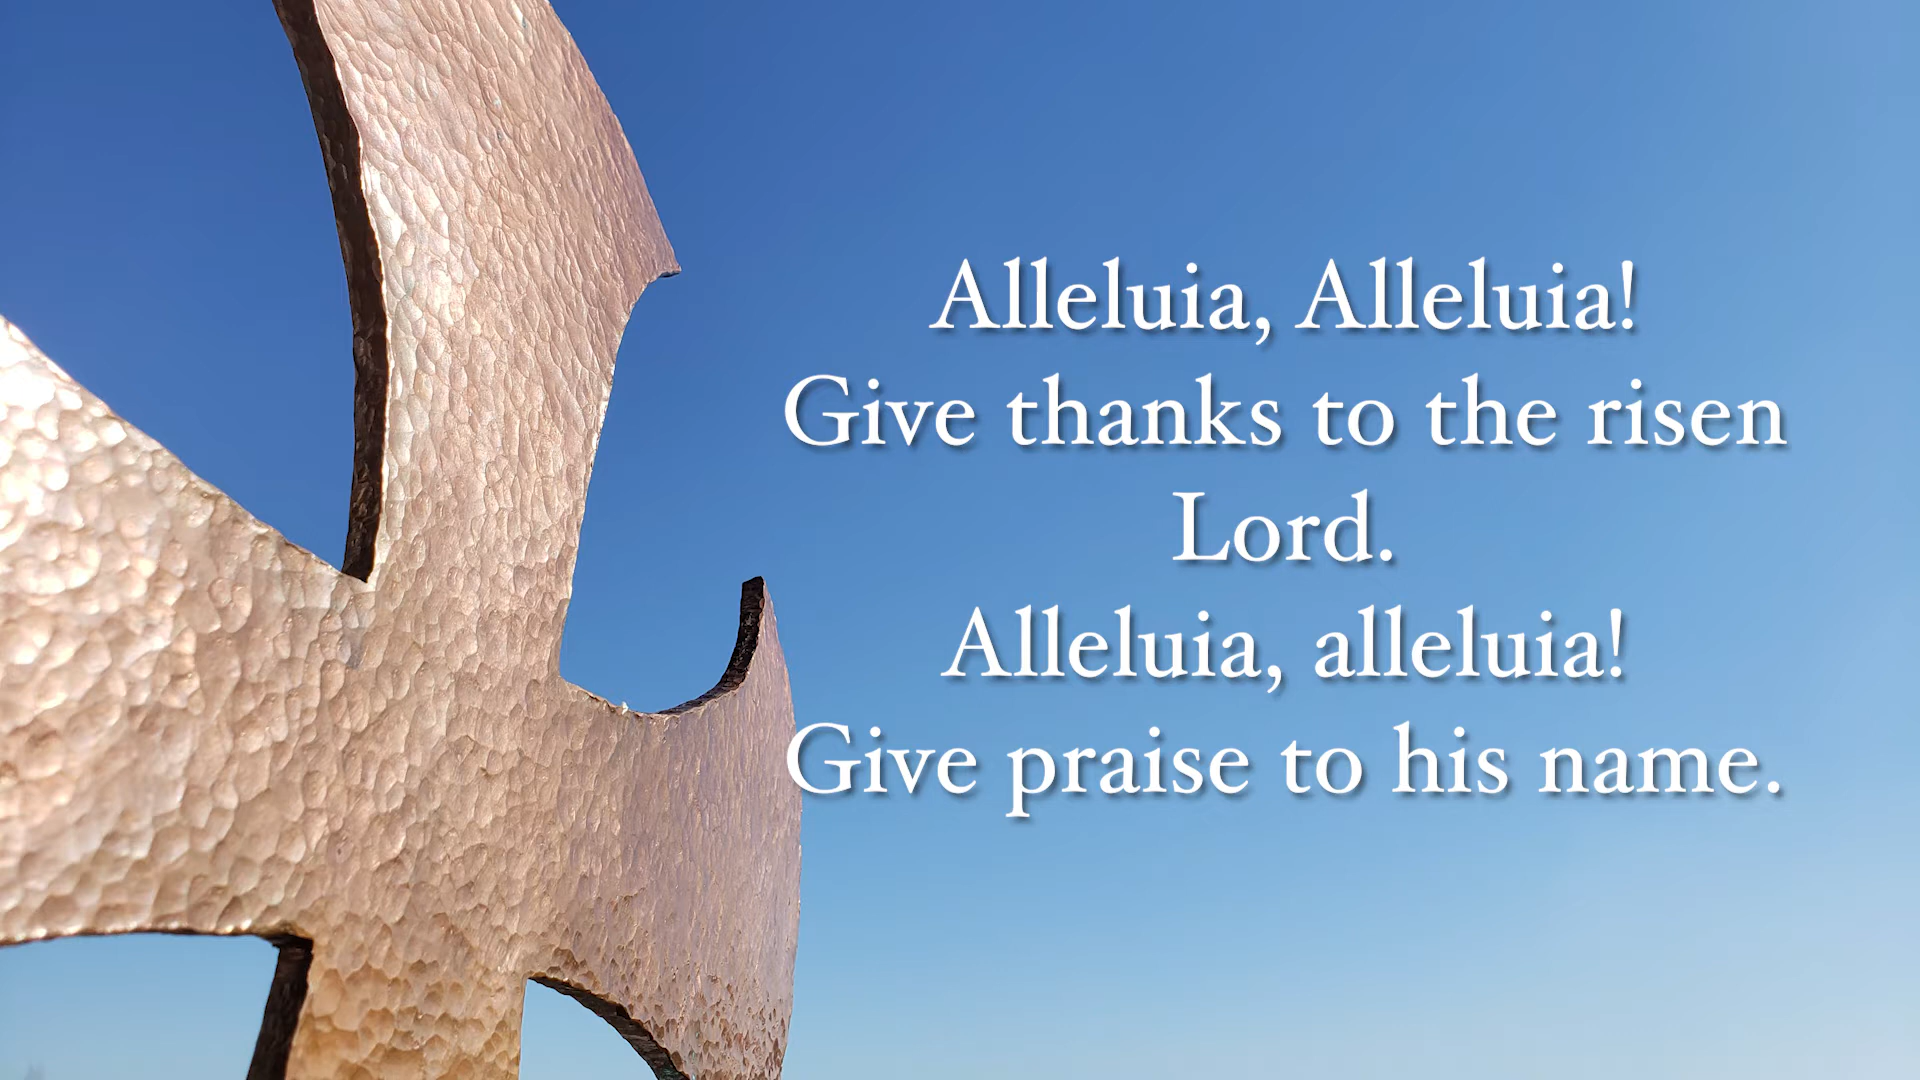 Alleluia, Alleluia!
Give thanks to the risen
Lord.
Alleluia, alleluia!
Give praise to his name.